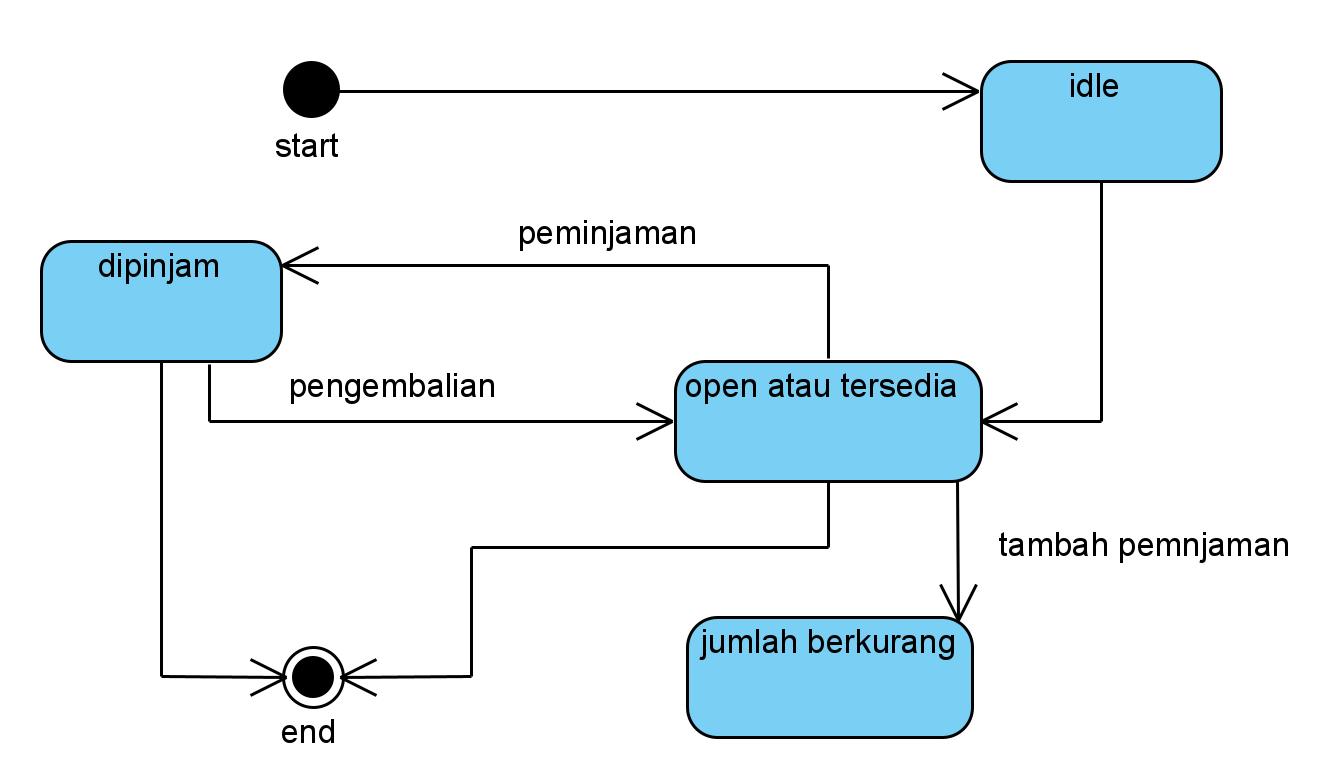 idle
start
peminjaman
dipinjam
pengembalian
open atau tersedia
tambah pemnjaman
jumlah berkurang
end